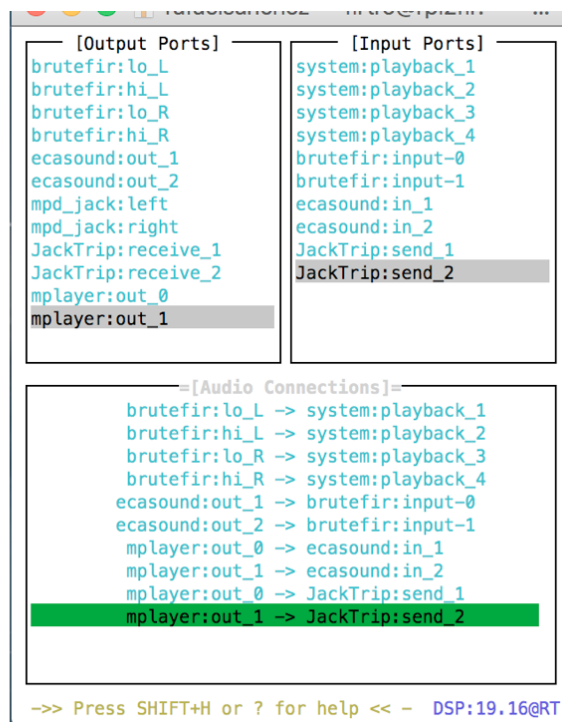 [Output Ports]
brutefir:lo_L
brutefir:hi_L
brutefir:lo_R
brutefir:hi_R
ecasound:out_1
ecasound:out_2
mpd_jack:left
mpd_jack:right
JackTrip:receive_1
JackTrip:receive_2
mplayer:out_0
mplayer:out_1
[Input Ports]
system:playback_1
system:playback_2
system:playback_3
system:playback_4
brutefir:input-0
brutefir:input-1
ecasound:in_1
ecasound:in_2
JackTrip:send_1
JackTrip:send_2
=[Audio Connections]=
brutefir:lo_L -> system:playback_1
brutefir:hi_L -> system:playback_2
brutefir:lo_R -> system:playback_3
brutefir:hi_R -> system:playback_4
ecasound:out_1 -> brutefir:input-0
ecasound:out_2 -> brutefir:input-1
mplayer:out_0 -> ecasound:in_1
mplayer:out_1 -> ecasound:in_2
mplayer:out_0 -> JackTrip:send_1
mplayer:out_1 -> JackTrip:send_2
->> Press SHIFT+H or ? for help << - DSP:19.16@RT